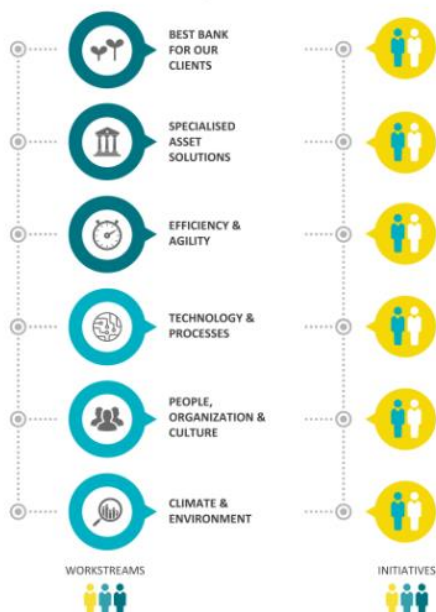 BEST BANK
FOR OUR
CLIENTS
SPECIALISED
ASSET
SOLUTIONS
EFFICIENCY &
AGILITY
TECHNOLOGY &
PROCESSES
PEOPLE,
ORGANIZATION &
CULTURE
CLIMATE &
ENVIRONMENT
WORKSTREAMS
INITIATIVES